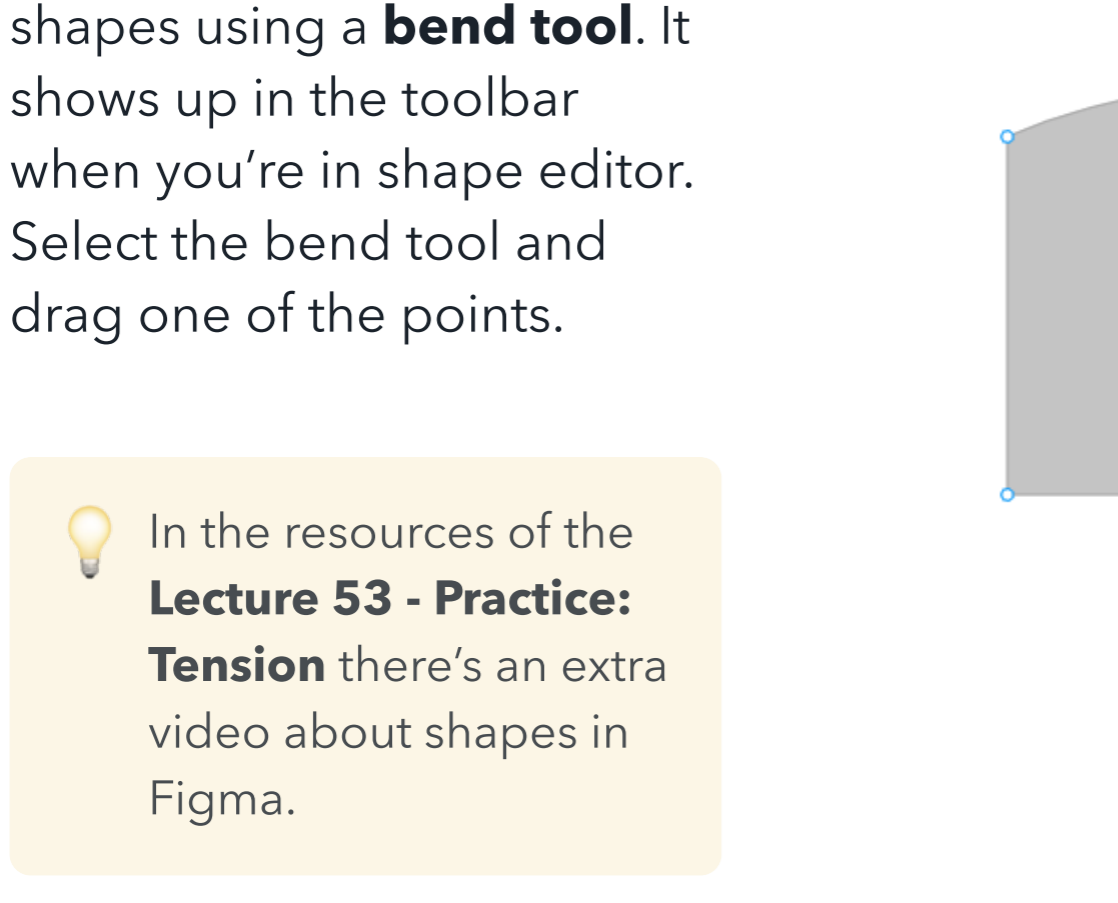 shapes using a bend tool. It
shows up in the toolbar
when you’re in shape editor.
Select the bend tool and
drag one of the points.
In the resources of the
Lecture 53 - Practice:
Tension there’s an extra
video about shapes in
Figma.